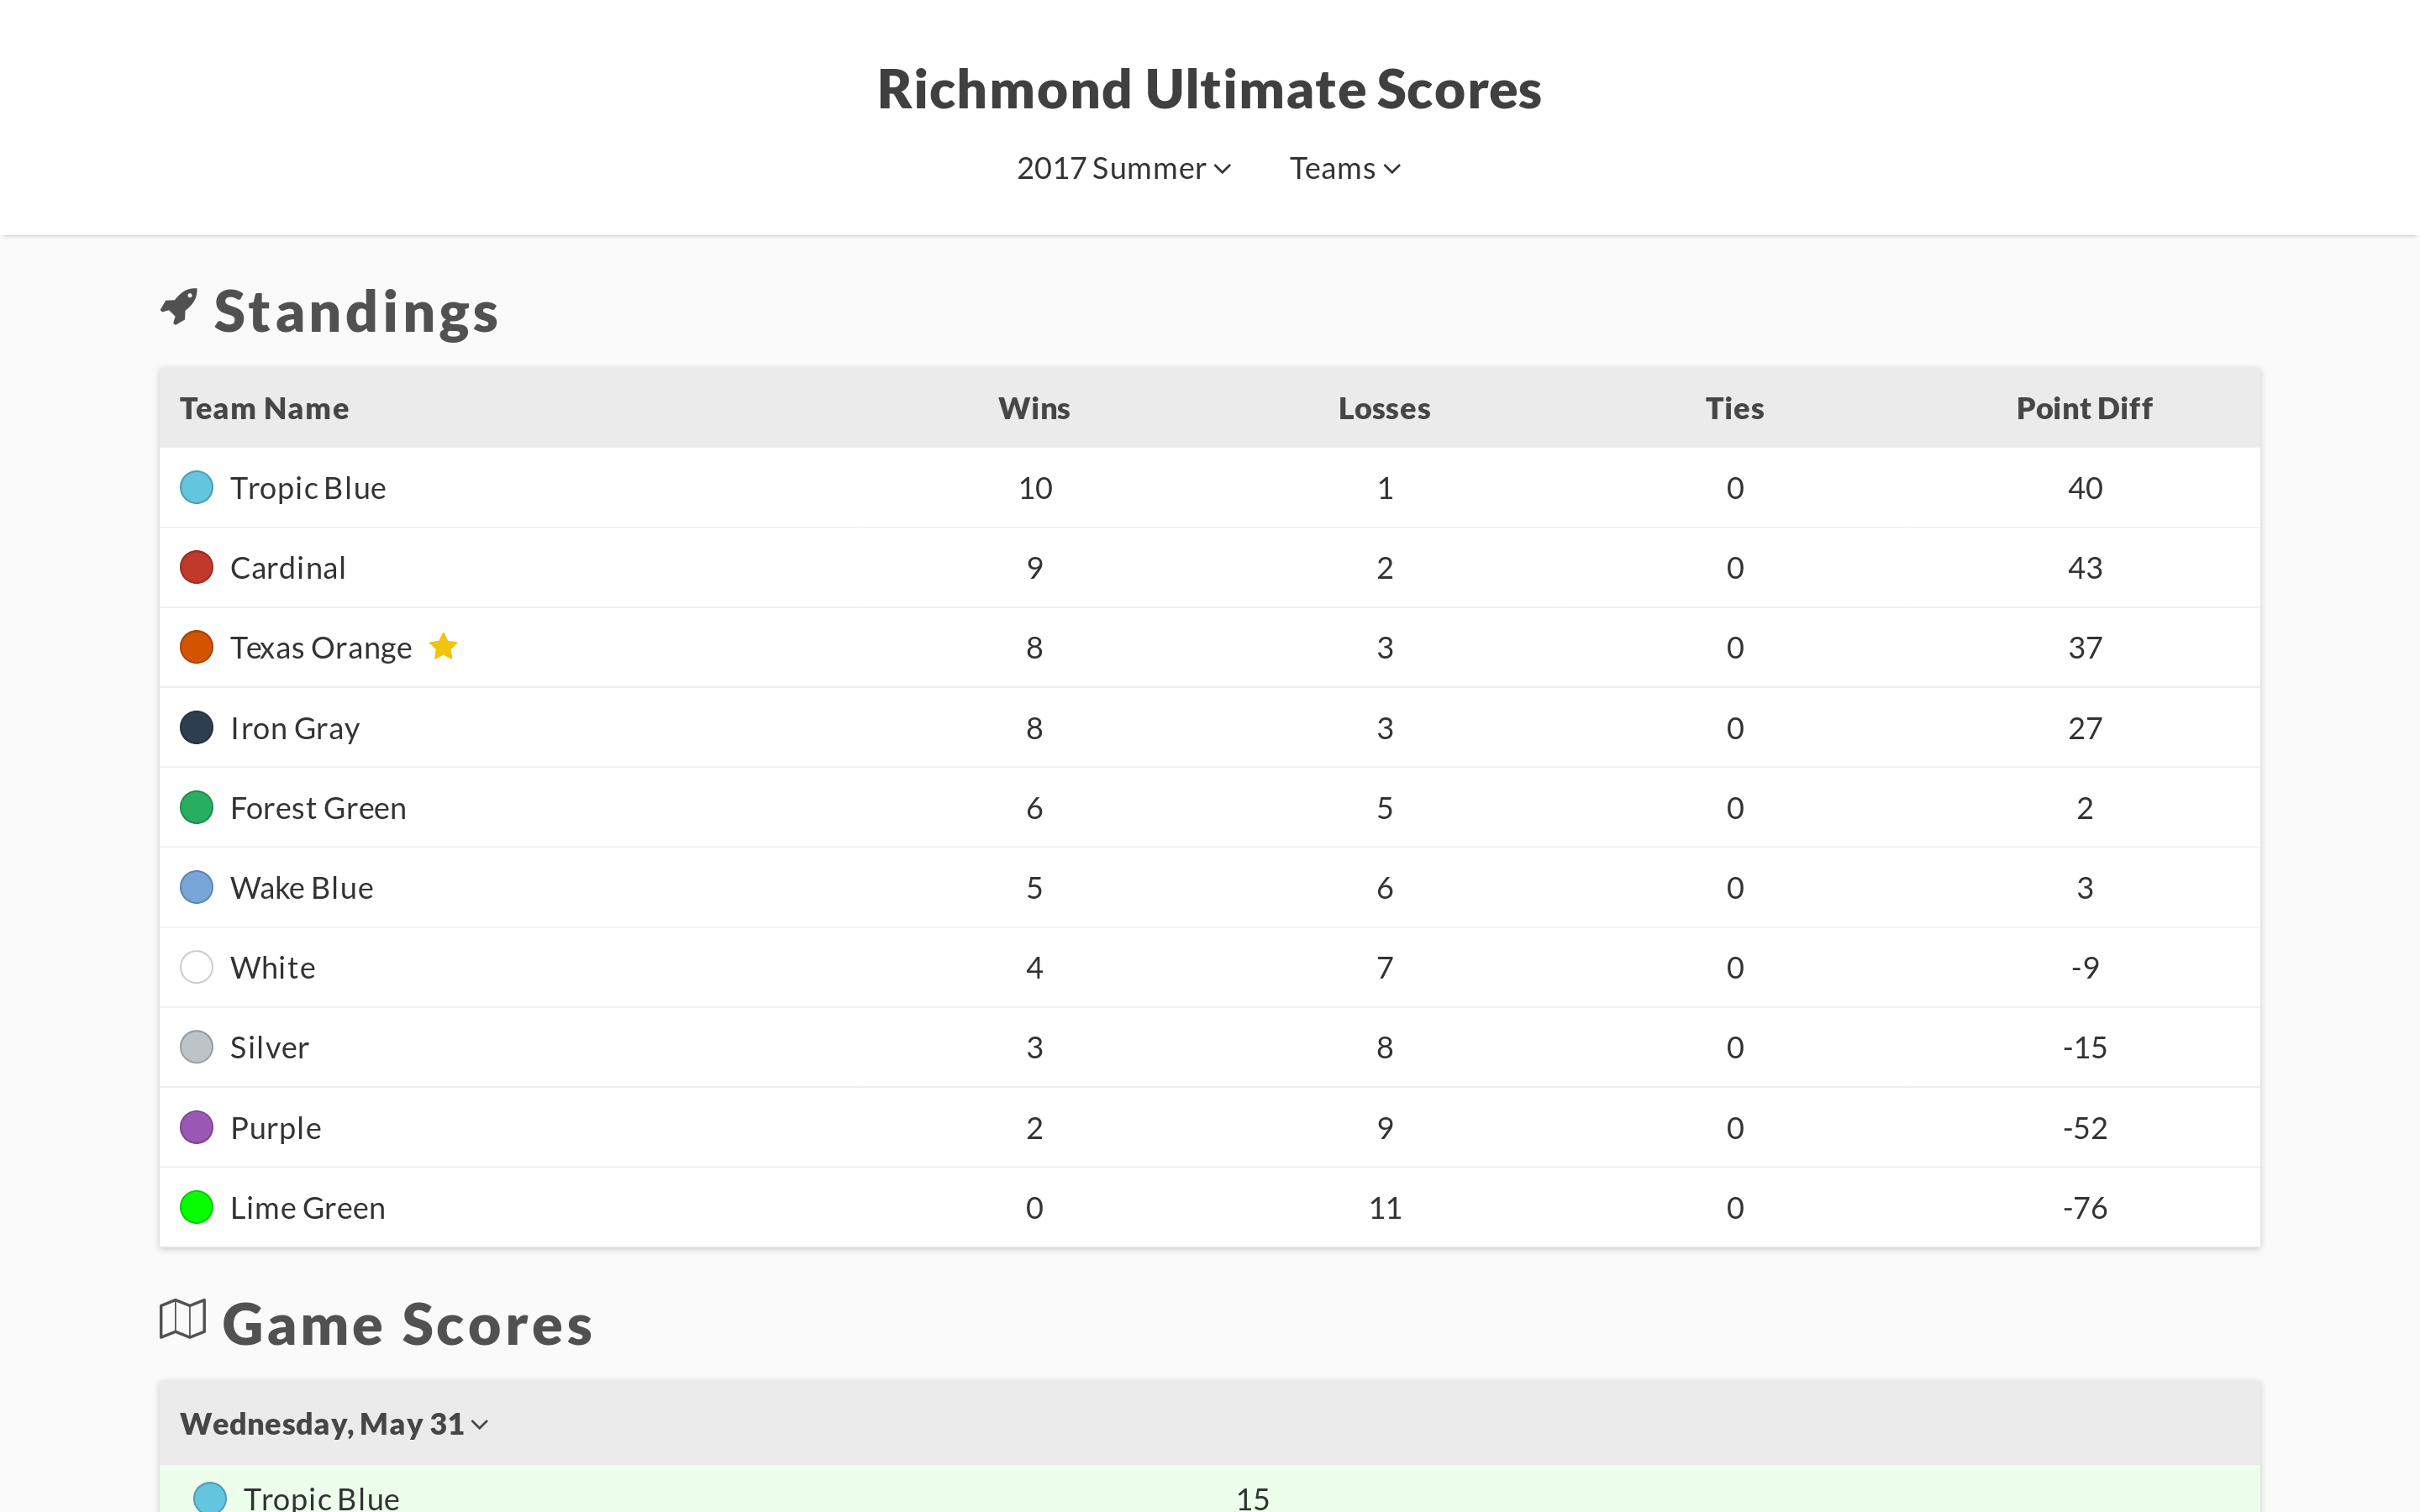 Richmond Ultimate Scores
2017 Summer Teams
Standings
Team Name Wins Losses Ties Point Diff
Tropic Blue 10 1 0 40
Cardinal 9 2 0 43
Texas Orange 8 3 0 37
Iron Gray 8 3 0 27
Forest Green 6 5 0 2
Wake Blue 5 6 0 3
White 4 7 0 -9
Silver 3 8 0 -15
Purple 2 9 0 -52
Lime Green 0 11 0 -76
Game Scores
Wednesday, May 31
Tropic Blue 15